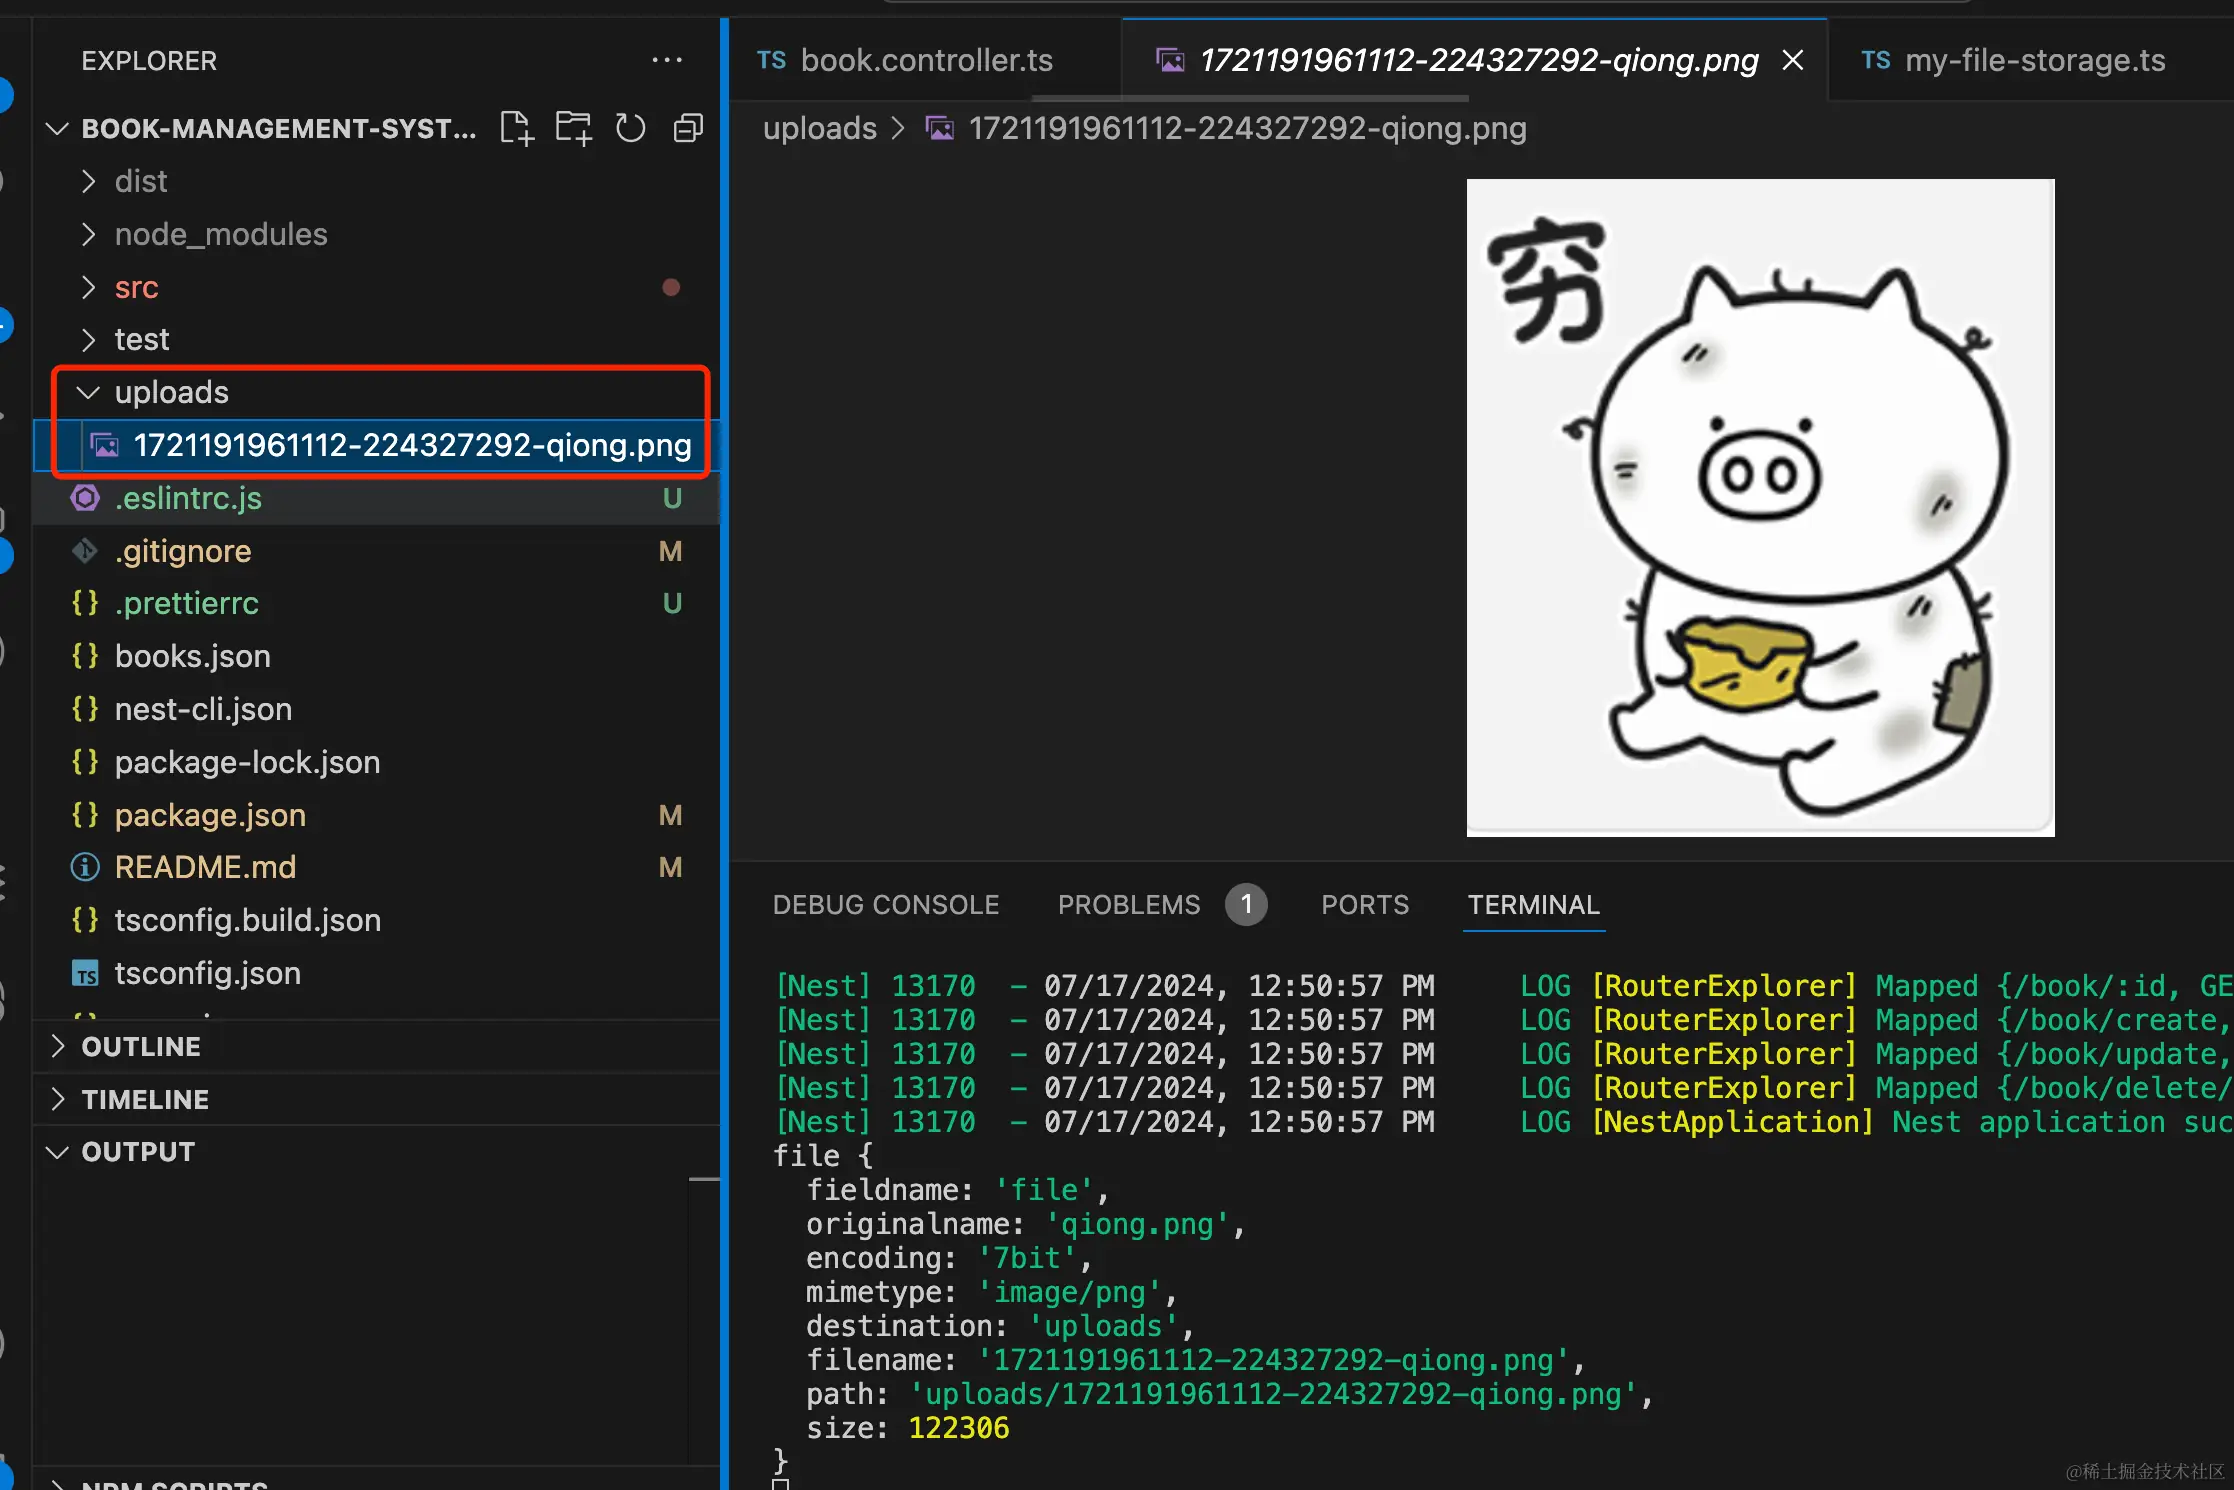 EXPLORER
BOOK-MANAGEMENT-SYST...
dist
node_modules
src
test
uploads
1721191961112-224327292-qiong.png
.eslintrc.js U
.gitignore M
.prettierrc U
books.json
nest-cli.json
package-lock.json
package.json M
README.md M
tsconfig.build.json
tsconfig.json
OUTLINE
TIMELINE
OUTPUT
NPM SCRIPTS
TS book.controller.ts
1721191961112-224327292-qiong.png
TS my-file-storage.ts
uploads > 1721191961112-224327292-qiong.png
穷
DEBUG CONSOLE PROBLEMS 1 PORTS TERMINAL
[Nest] 13170 - 07/17/2024, 12:50:57 PM LOG [RouterExplorer] Mapped {/book/:id, GE
[Nest] 13170 - 07/17/2024, 12:50:57 PM LOG [RouterExplorer] Mapped {/book/create,
[Nest] 13170 - 07/17/2024, 12:50:57 PM LOG [RouterExplorer] Mapped {/book/update,
[Nest] 13170 - 07/17/2024, 12:50:57 PM LOG [RouterExplorer] Mapped {/book/delete/
[Nest] 13170 - 07/17/2024, 12:50:57 PM LOG [NestApplication] Nest application suc
file {
fieldname: 'file',
originalname: 'qiong.png',
encoding: '7bit',
mimetype: 'image/png',
destination: 'uploads',
filename: '1721191961112-224327292-qiong.png',
path: 'uploads/1721191961112-224327292-qiong.png',
size: 122306
}
@稀土掘金技术社区